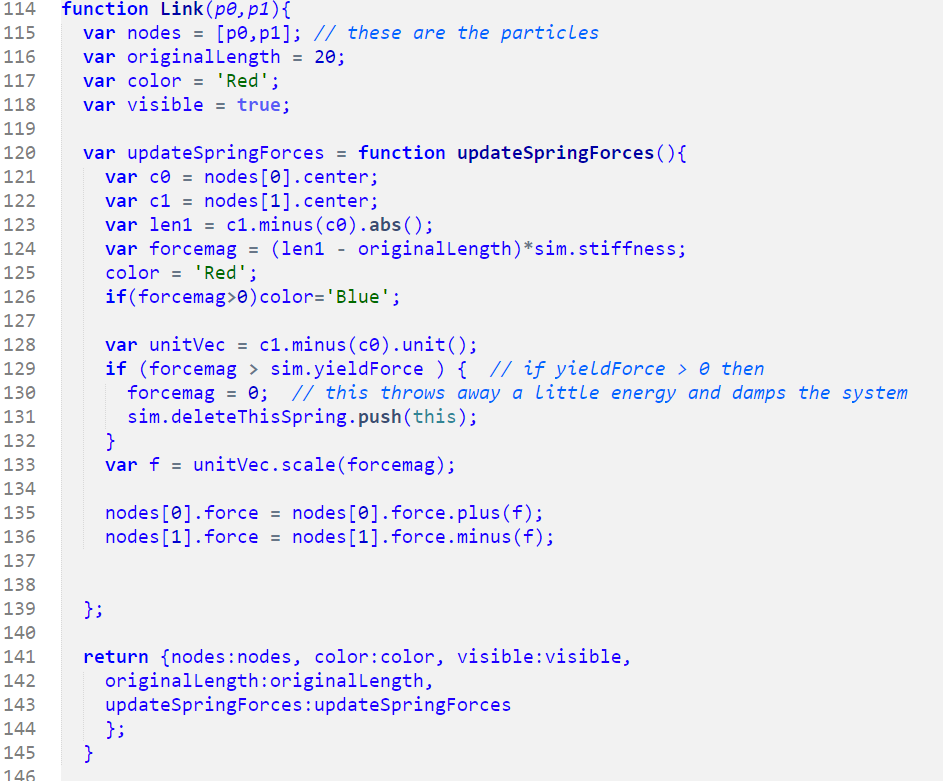 114 function Link(p0,p1){
115   var nodes = [p0,p1]; // these are the particles
116   var originalLength = 20;
117   var color = 'Red';
118   var visible = true;
119
120   var updateSpringForces = function updateSpringForces(){
121     var c0 = nodes[0].center;
122     var c1 = nodes[1].center;
123     var len1 = c1.minus(c0).abs();
124     var forcemag = (len1 - originalLength)*sim.stiffness;
125     color = 'Red';
126     if(forcemag>0)color='Blue';
127
128     var unitVec = c1.minus(c0).unit();
129     if (forcemag > sim.yieldForce ) {  // if yieldForce > 0 then
130       forcemag = 0;  // this throws away a little energy and damps the system
131       sim.deleteThisSpring.push(this);
132     }
133     var f = unitVec.scale(forcemag);
134
135     nodes[0].force = nodes[0].force.plus(f);
136     nodes[1].force = nodes[1].force.minus(f);
137
138
139   };
140
141   return {nodes:nodes, color:color, visible:visible,
142     originalLength:originalLength,
143     updateSpringForces:updateSpringForces
144     };
145   }
146